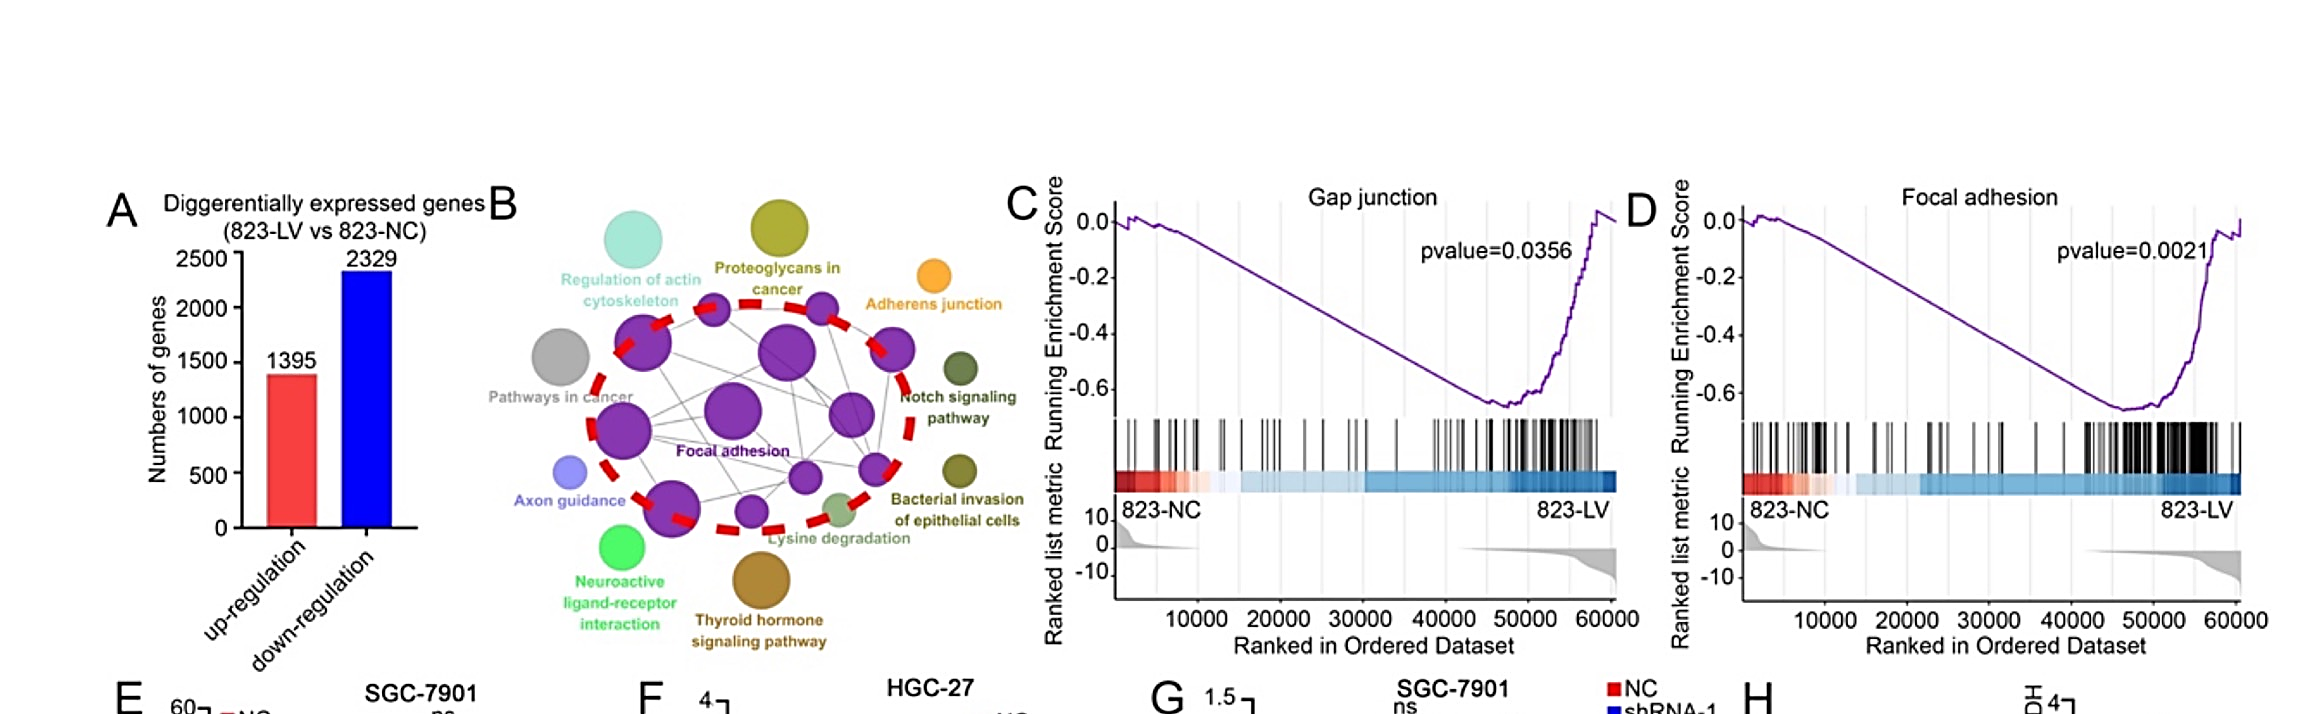 A
Diggerentially expressed genes
(823-LV vs 823-NC)
Numbers of genes
2500
2000
1500
1000
500
0
1395
2329
up-regulation
down-regulation
B
Regulation of actin
cytoskeleton
Proteoglycans in
cancer
Adherens junction
Pathways in cancer
Notch signaling
pathway
Focal adhesion
Axon guidance
Bacterial invasion
of epithelial cells
Lysine degradation
Neuroactive
ligand-receptor
interaction
Thyroid hormone
signaling pathway
C
Gap junction
Running Enrichment Score
0.0
-0.2
-0.4
-0.6
pvalue=0.0356
823-NC
823-LV
Ranked list metric
10
0
-10
10000 20000 30000 40000 50000 60000
Ranked in Ordered Dataset
D
Focal adhesion
Running Enrichment Score
0.0
-0.2
-0.4
-0.6
pvalue=0.0021
823-NC
823-LV
Ranked list metric
10
0
-10
10000 20000 30000 40000 50000 60000
Ranked in Ordered Dataset
E
60
SGC-7901
ns
F
4
HGC-27
G
1.5
SGC-7901
ns
NC
shRNA-1
H
4